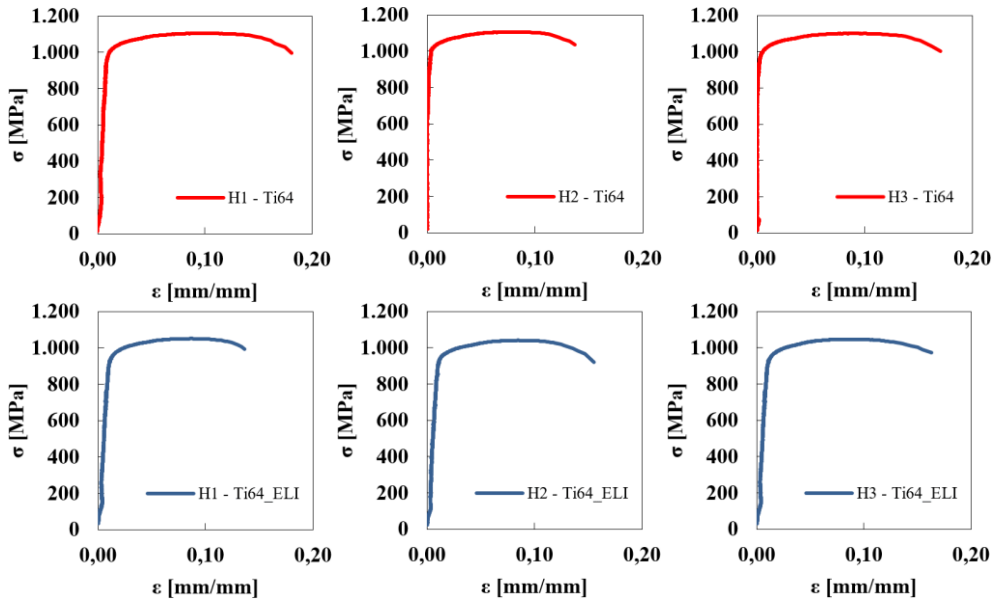 1.200
1.000
800
600
400
200
0
σ [MPa]
H1 - Ti64
0,00 0,10 0,20
ε [mm/mm]
1.200
1.000
800
600
400
200
0
σ [MPa]
H2 - Ti64
0,00 0,10 0,20
ε [mm/mm]
1.200
1.000
800
600
400
200
0
σ [MPa]
H3 - Ti64
0,00 0,10 0,20
ε [mm/mm]
1.200
1.000
800
600
400
200
0
σ [MPa]
H1 - Ti64_ELI
0,00 0,10 0,20
ε [mm/mm]
1.200
1.000
800
600
400
200
0
σ [MPa]
H2 - Ti64_ELI
0,00 0,10 0,20
ε [mm/mm]
1.200
1.000
800
600
400
200
0
σ [MPa]
H3 - Ti64_ELI
0,00 0,10 0,20
ε [mm/mm]